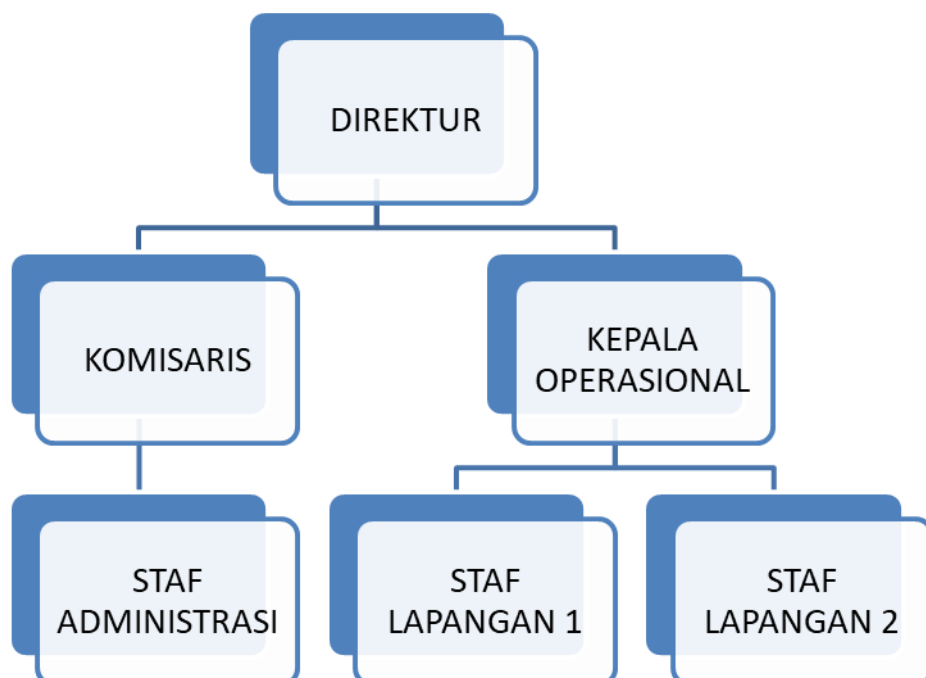 DIREKTUR
KOMISARIS
KEPALA
OPERASIONAL
STAF
ADMINISTRASI
STAF
LAPANGAN 1
STAF
LAPANGAN 2